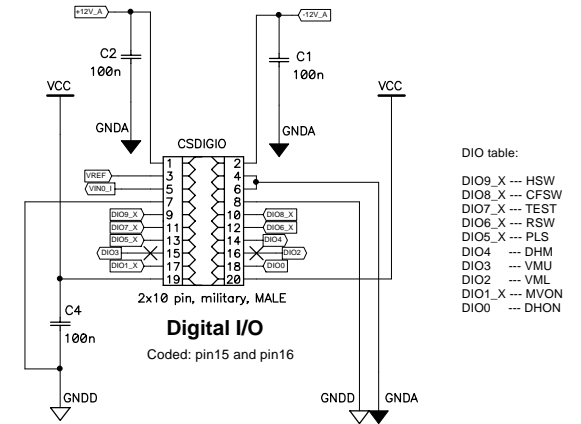 +12V_A
-12V_A
C2
100n
C1
100n
VCC
VCC
GNDA
GNDA
CSDIGIO
1 2
VREF 3 4
VIN0_I 5 6
7 8
DIO9_X 9 10 DIO8_X
DIO7_X 11 12 DIO6_X
DIO5_X 13 14 DIO4
DIO3 15 16 DIO2
DIO1_X 17 18 DIO0
19 20
2x10 pin, military, MALE
Digital I/O
Coded: pin15 and pin16
C4
100n
GNDD
GNDD
GNDA
DIO table:
DIO9_X --- HSW
DIO8_X --- CFSW
DIO7_X --- TEST
DIO6_X --- RSW
DIO5_X --- PLS
DIO4 --- DHM
DIO3 --- VMU
DIO2 --- VML
DIO1_X --- MVON
DIO0 --- DHON